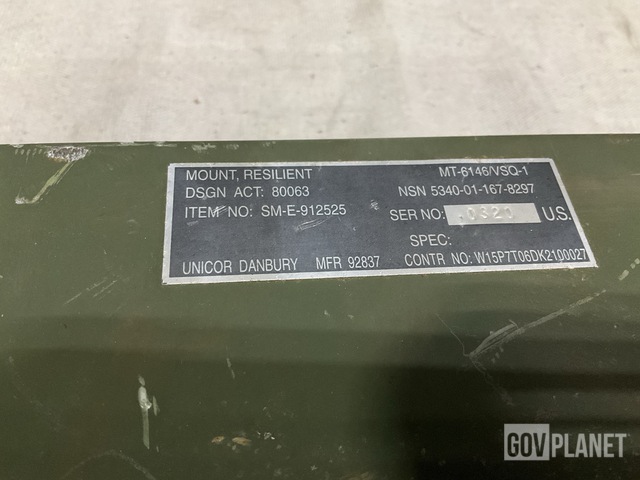 MOUNT, RESILIENT MT-6146/VSQ-1
DSGN ACT: 80063 NSN 5340-01-167-8297
ITEM NO: SM-E-912525 SER NO: U.S.
SPEC:
UNICOR DANBURY MFR 92837 CONTR NO: W15P7T06DK2100027
GOVPLANET